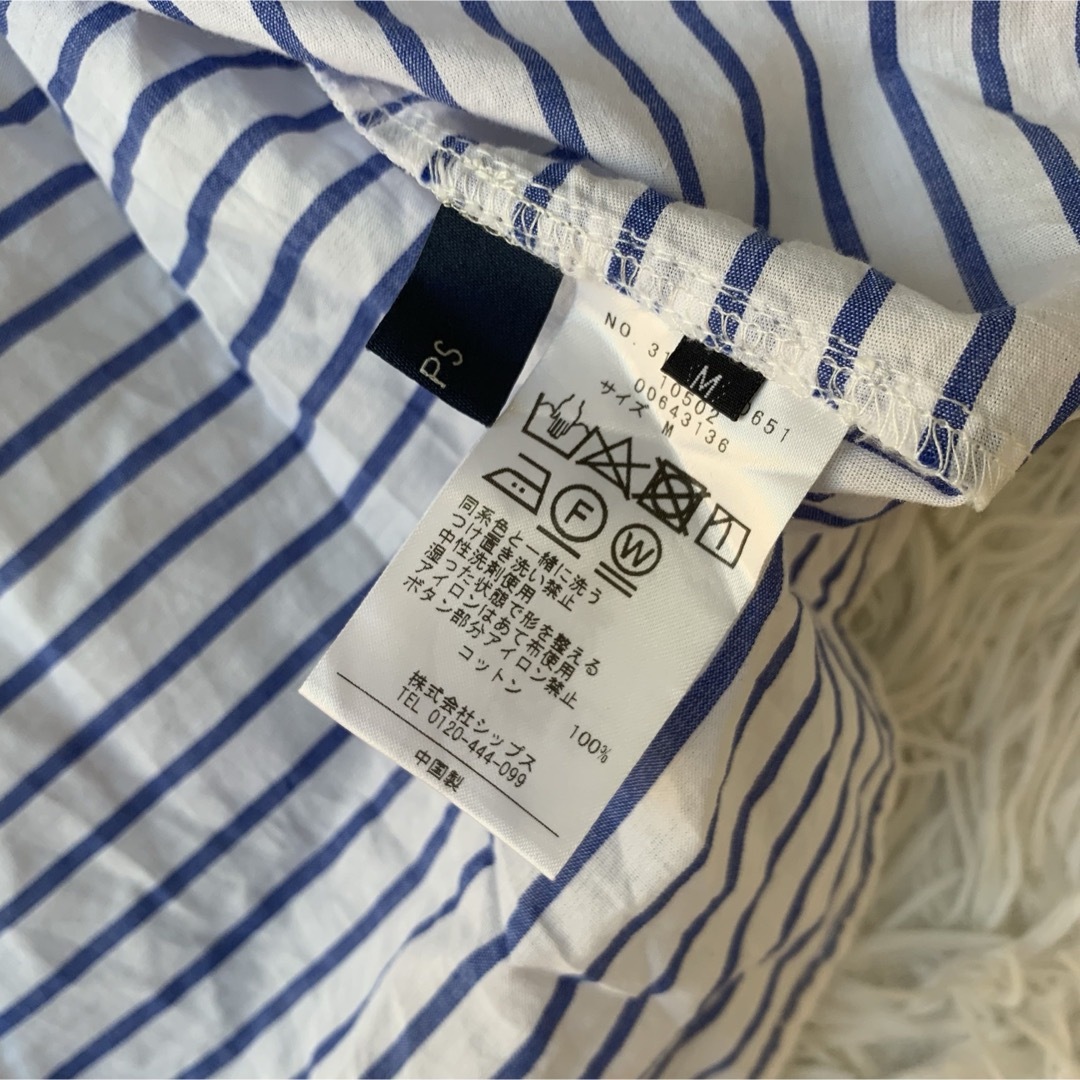 PS
M
NO.31
0651
10502
00643136
サイズ M
F
W
同系色と一緒に洗う
つけ置き洗い禁止
中性洗剤使用
湿った状態で形を整える
アイロンはあて布使用
ボタン部分アイロン禁止
コットン 100%
株式会社シップス
TEL 0120-444-099
中国製